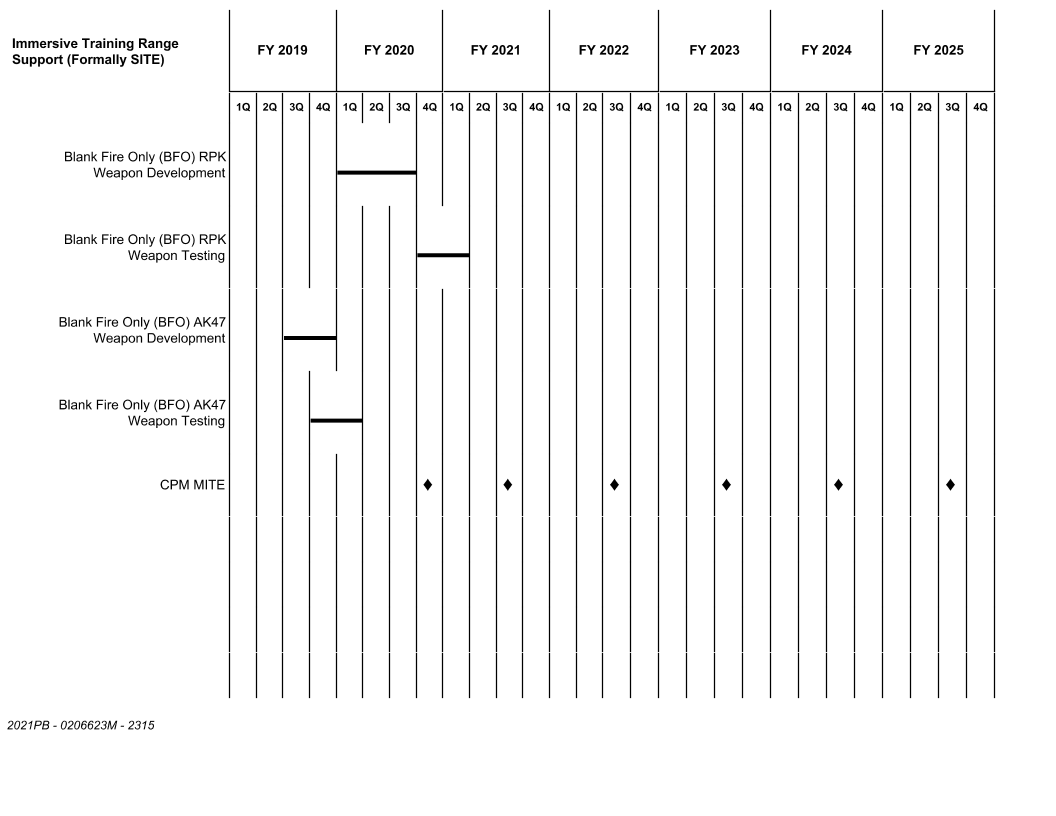 Immersive Training Range
Support (Formally SITE)
FY 2019 FY 2020 FY 2021 FY 2022 FY 2023 FY 2024 FY 2025
1Q 2Q 3Q 4Q 1Q 2Q 3Q 4Q 1Q 2Q 3Q 4Q 1Q 2Q 3Q 4Q 1Q 2Q 3Q 4Q 1Q 2Q 3Q 4Q 1Q 2Q 3Q 4Q
Blank Fire Only (BFO) RPK
Weapon Development
Blank Fire Only (BFO) RPK
Weapon Testing
Blank Fire Only (BFO) AK47
Weapon Development
Blank Fire Only (BFO) AK47
Weapon Testing
CPM MITE
2021PB - 0206623M - 2315